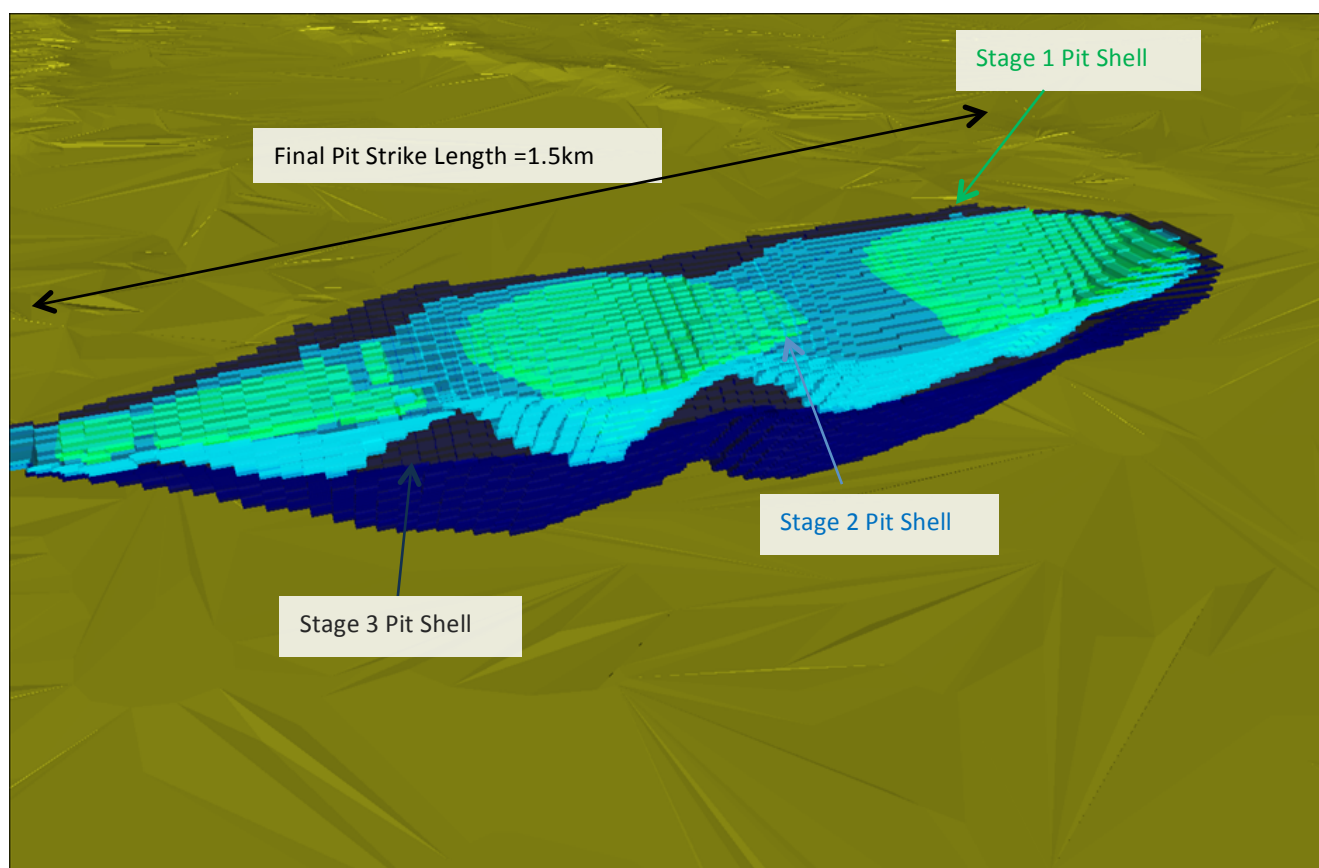 Stage 1 Pit Shell
Final Pit Strike Length =1.5km
Stage 2 Pit Shell
Stage 3 Pit Shell